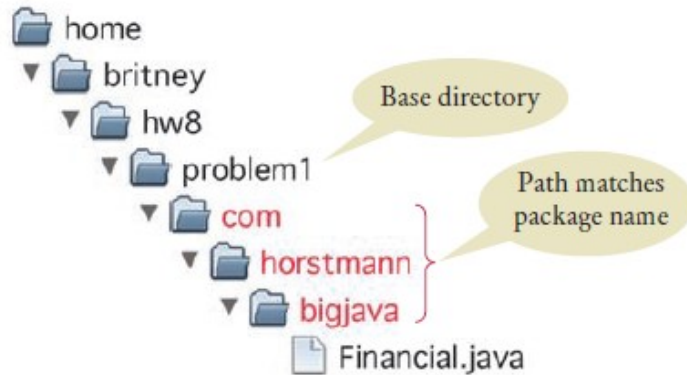 home
britney
hw8
Base directory
problem1
Path matches
package name
com
horstmann
bigjava
Financial.java